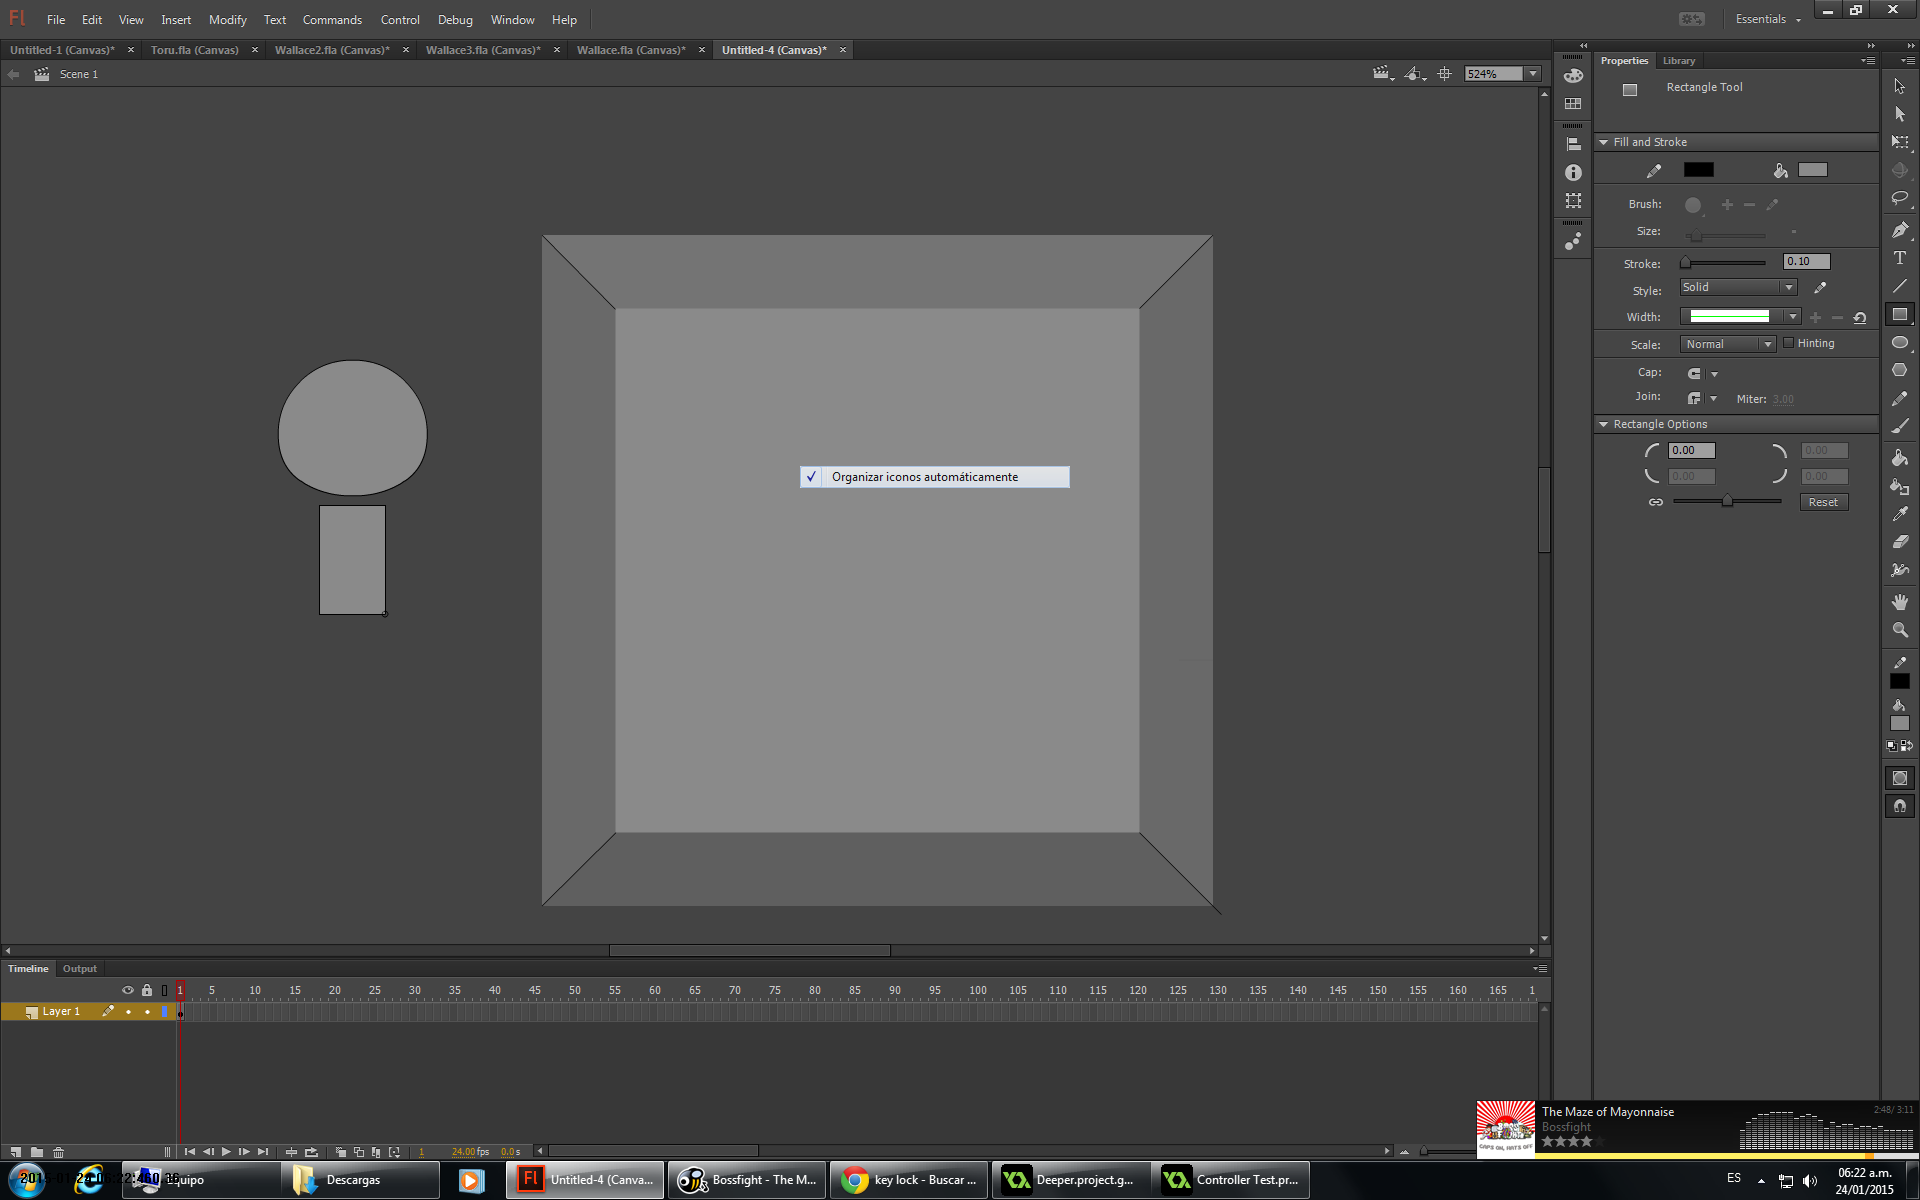 Fl File Edit View Insert Modify Text Commands Control Debug Window Help Essentials
Untitled-1 (Canvas)* Toru.fla (Canvas) Wallace2.fla (Canvas)* Wallace3.fla (Canvas)* Wallace.fla (Canvas)* Untitled-4 (Canvas)*
Scene 1 524%
Properties Library
Rectangle Tool
Fill and Stroke
Brush:
Size:
Stroke: 0.10
Style: Solid
Width:
Scale: Normal Hinting
Cap:
Join: Miter: 3.00
Rectangle Options
0.00 0.00
0.00 0.00
Reset
Organizar iconos automáticamente
Timeline Output
1 5 10 15 20 25 30 35 40 45 50 55 60 65 70 75 80 85 90 95 100 105 110 115 120 125 130 135 140 145 150 155 160 165 1
Layer 1
1 24.00 fps 0.0 s
The Maze of Mayonnaise 2:48/ 3:11
Bossfight
GAPS ON, HATS OFF
Equipo Descargas Fl Untitled-4 (Canva... Bossfight - The M... key lock - Buscar ... Deeper.project.g... Controller Test.pr... ES 06:22 a.m.
24/01/2015